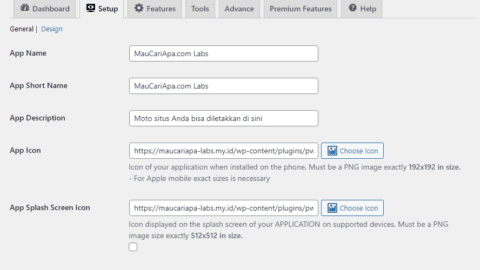 Dashboard Setup Features Tools Advance Premium Features Help
General | Design
App Name MauCariApa.com Labs
App Short Name MauCariApa.com Labs
App Description Moto situs Anda bisa diletakkan di sini
App Icon https://maucariapa-labs.my.id/wp-content/plugins/pv Choose Icon
Icon of your application when installed on the phone. Must be a PNG image exactly 192x192 in size.
- For Apple mobile exact sizes is necessary
App Splash Screen Icon https://maucariapa-labs.my.id/wp-content/plugins/pv Choose Icon
Icon displayed on the splash screen of your APPLICATION on supported devices. Must be a PNG
image size exactly 512x512 in size.